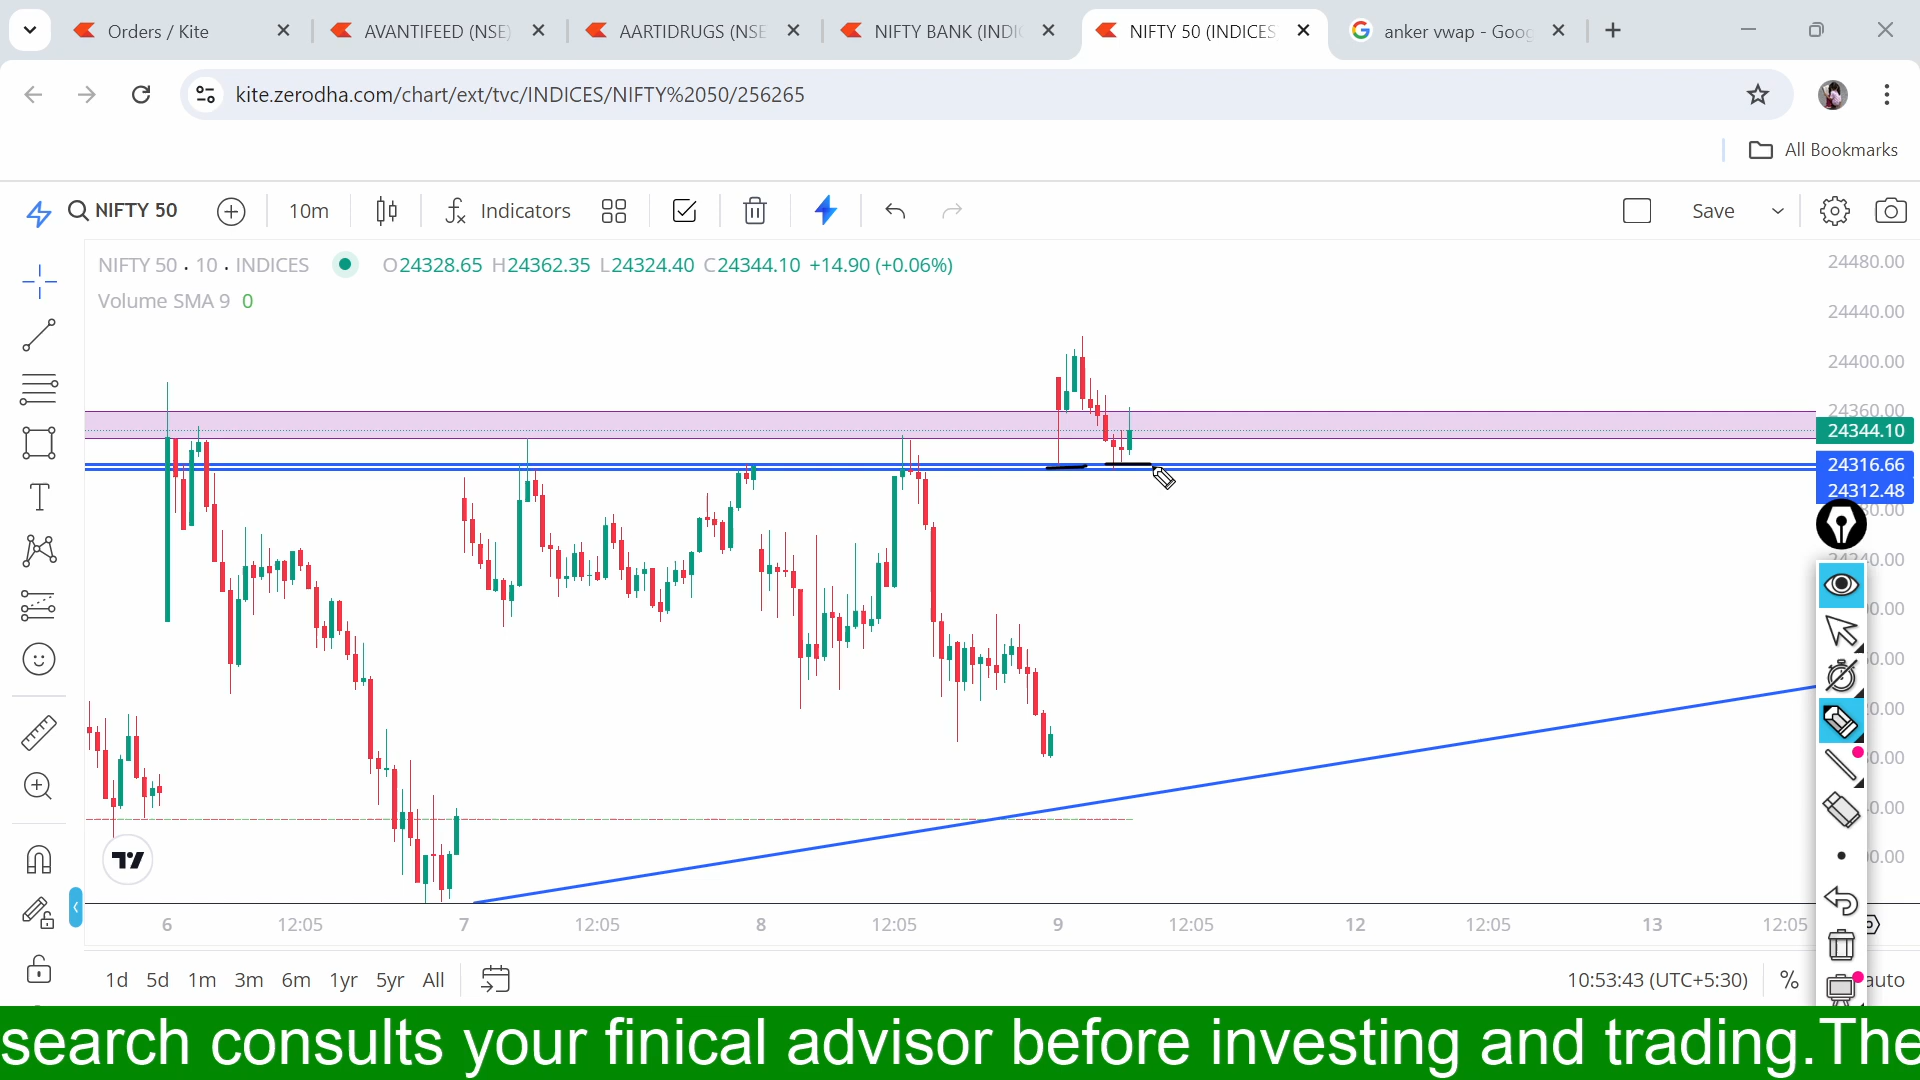 Orders / Kite
AVANTIFEED (NSE)
AARTIDRUGS (NSE
NIFTY BANK (INDI
NIFTY 50 (INDICES
anker vwap - Goo
kite.zerodha.com/chart/ext/tvc/INDICES/NIFTY%2050/256265
All Bookmarks
NIFTY 50
10m
Indicators
Save
NIFTY 50 . 10 . INDICES
O24328.65 H24362.35 L24324.40 C24344.10 +14.90 (+0.06%)
Volume SMA 9 0
24480.00
24440.00
24400.00
24360.00
24344.10
24316.66
24312.48
6 12:05 7 12:05 8 12:05 9 12:05 12 12:05 13 12:05
1d 5d 1m 3m 6m 1yr 5yr All
10:53:43 (UTC+5:30) % auto
search consults your finical advisor before investing and trading.The